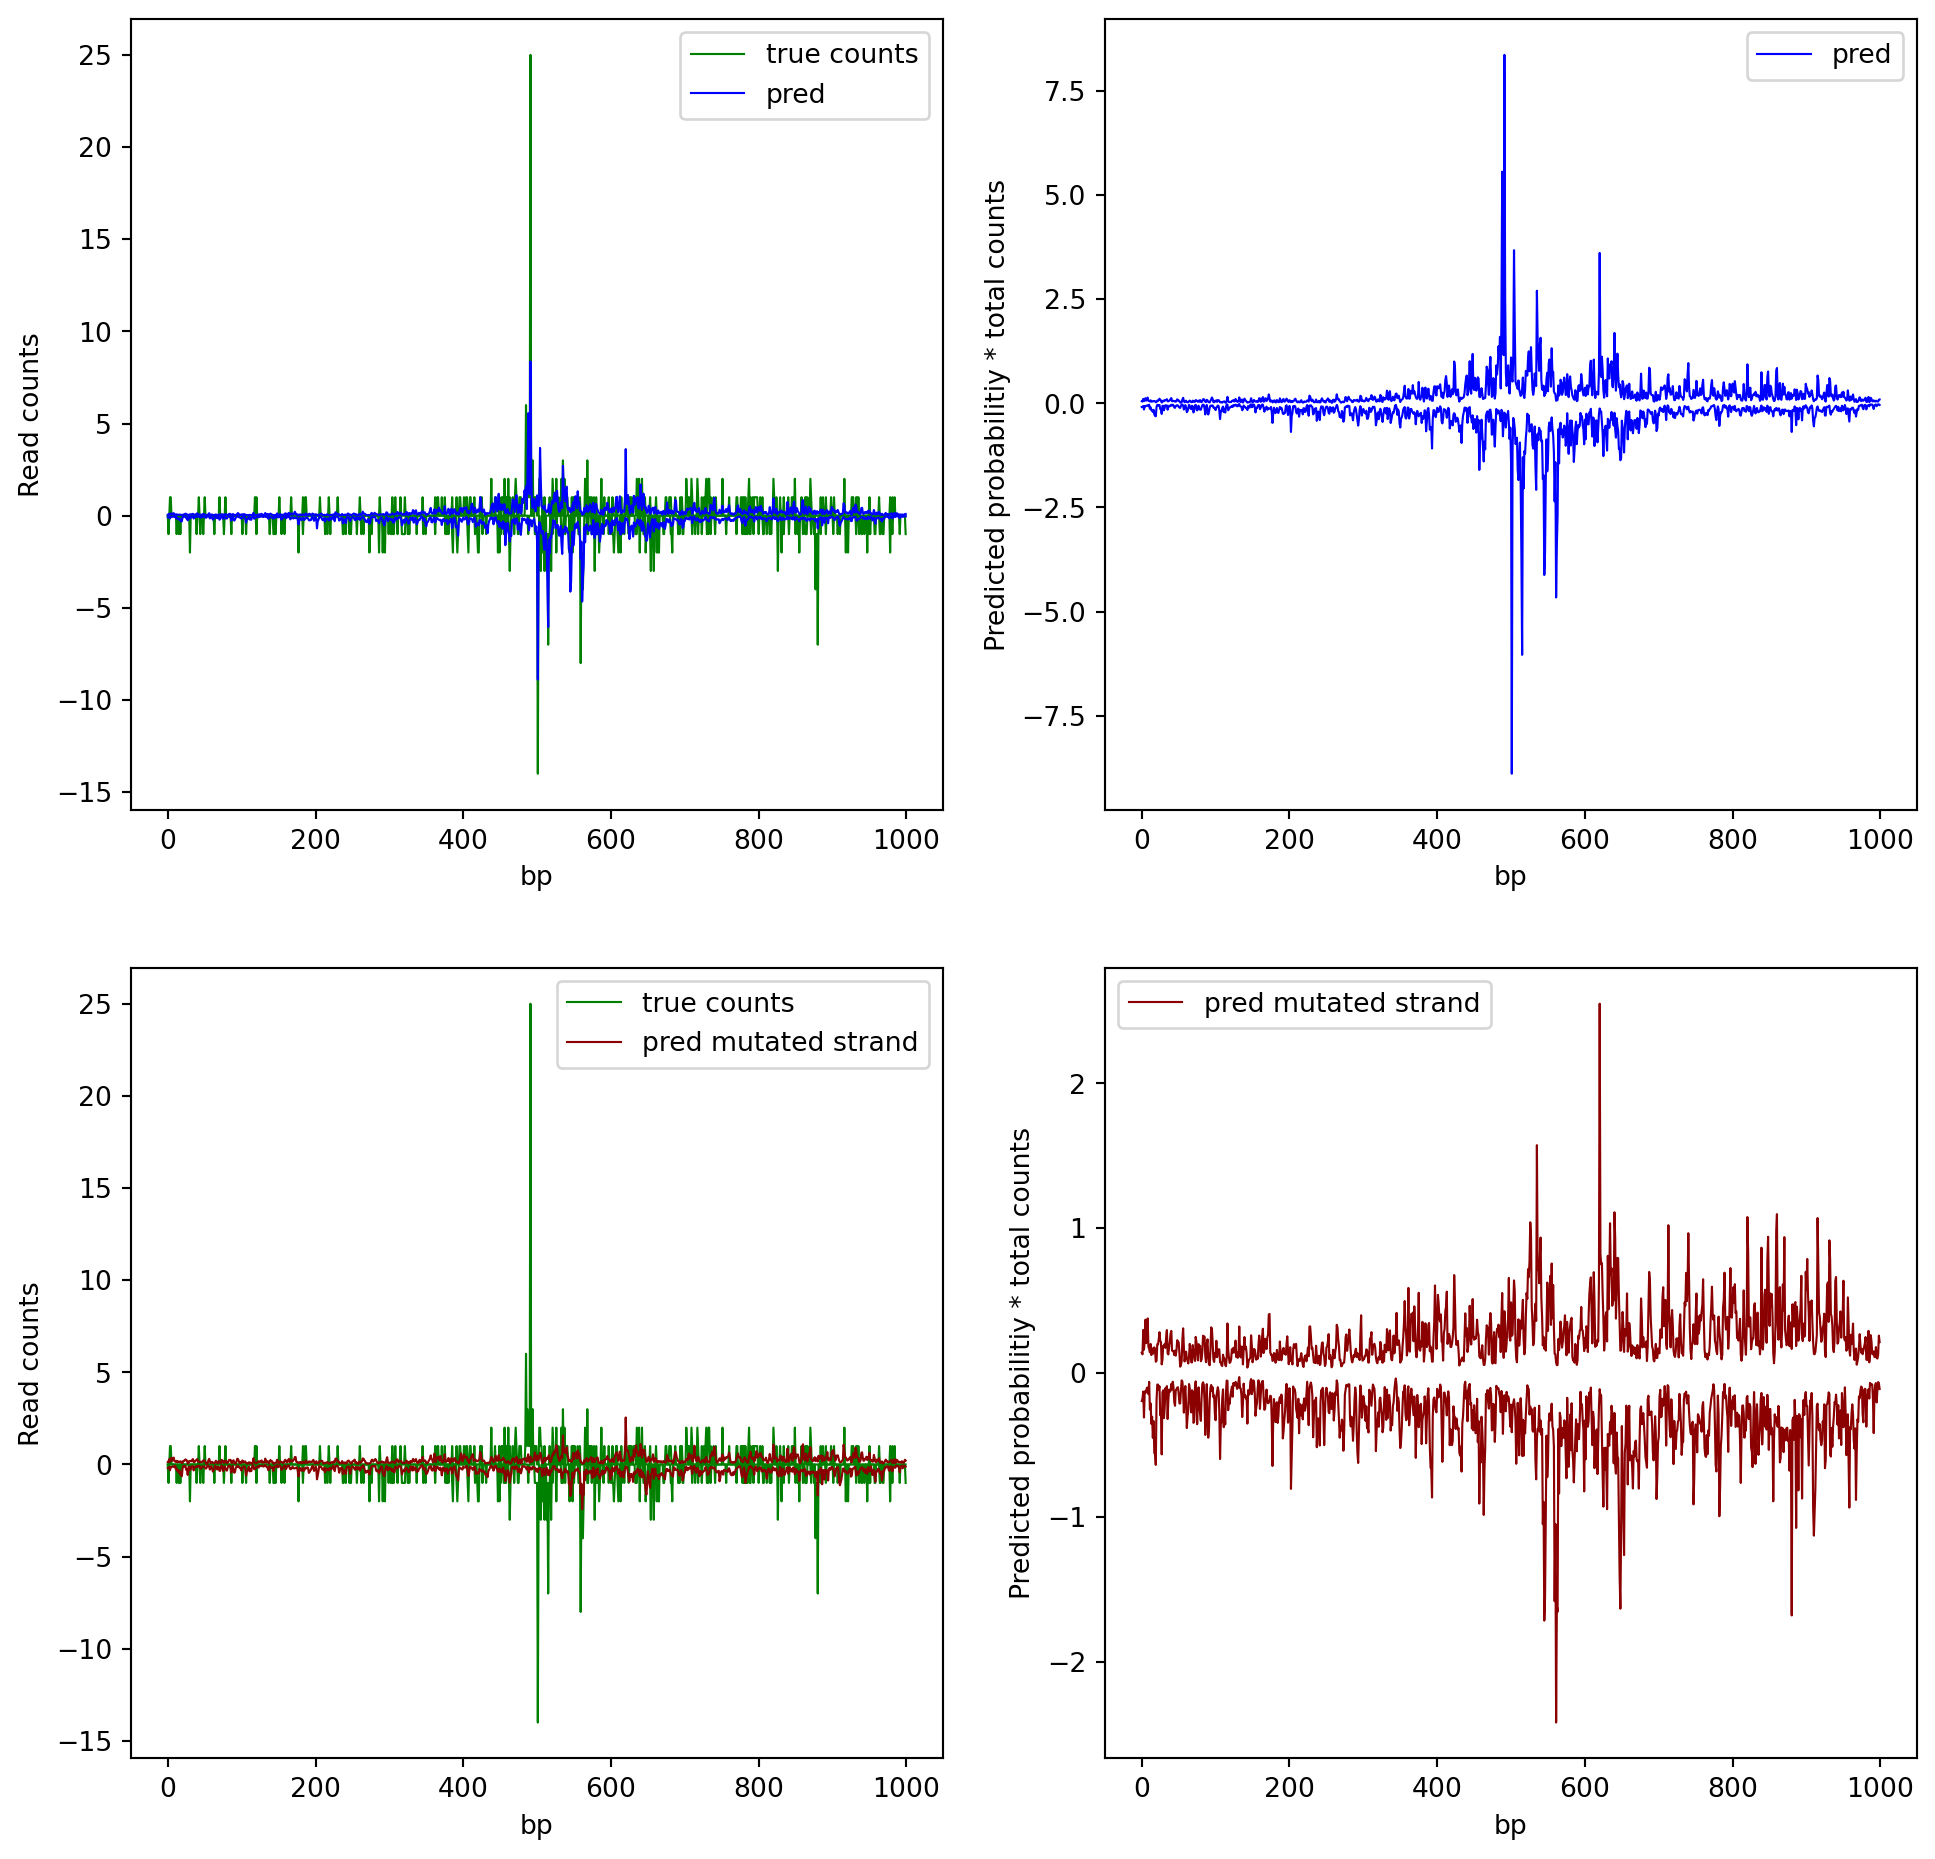 true counts
pred
25
20
15
10
5
0
−5
−10
−15
Read counts
0 200 400 600 800 1000
bp
pred
7.5
5.0
2.5
0.0
−2.5
−5.0
−7.5
Predicted probabilitiy * total counts
0 200 400 600 800 1000
bp
true counts
pred mutated strand
25
20
15
10
5
0
−5
−10
−15
Read counts
0 200 400 600 800 1000
bp
pred mutated strand
2
1
0
−1
−2
Predicted probabilitiy * total counts
0 200 400 600 800 1000
bp